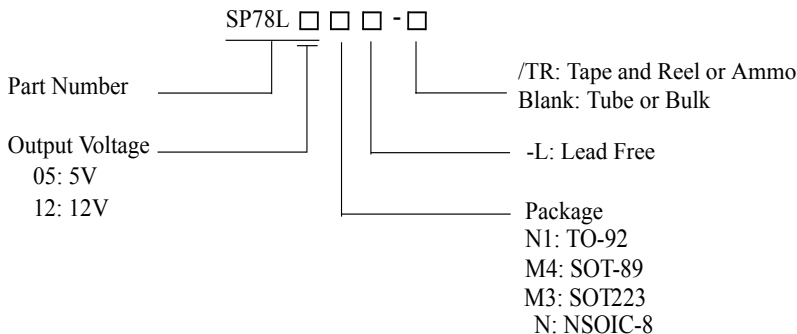 SP78L □ □ □ - □
/TR: Tape and Reel or Ammo
Blank: Tube or Bulk
Part Number
Output Voltage
05: 5V
12: 12V
-L: Lead Free
Package
N1: TO-92
M4: SOT-89
M3: SOT223
N: NSOIC-8